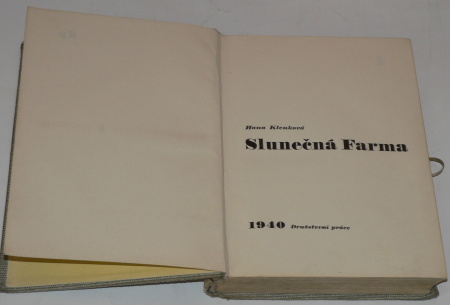 Hana Klenková
Slunečná Farma
1940 Družstevní práce